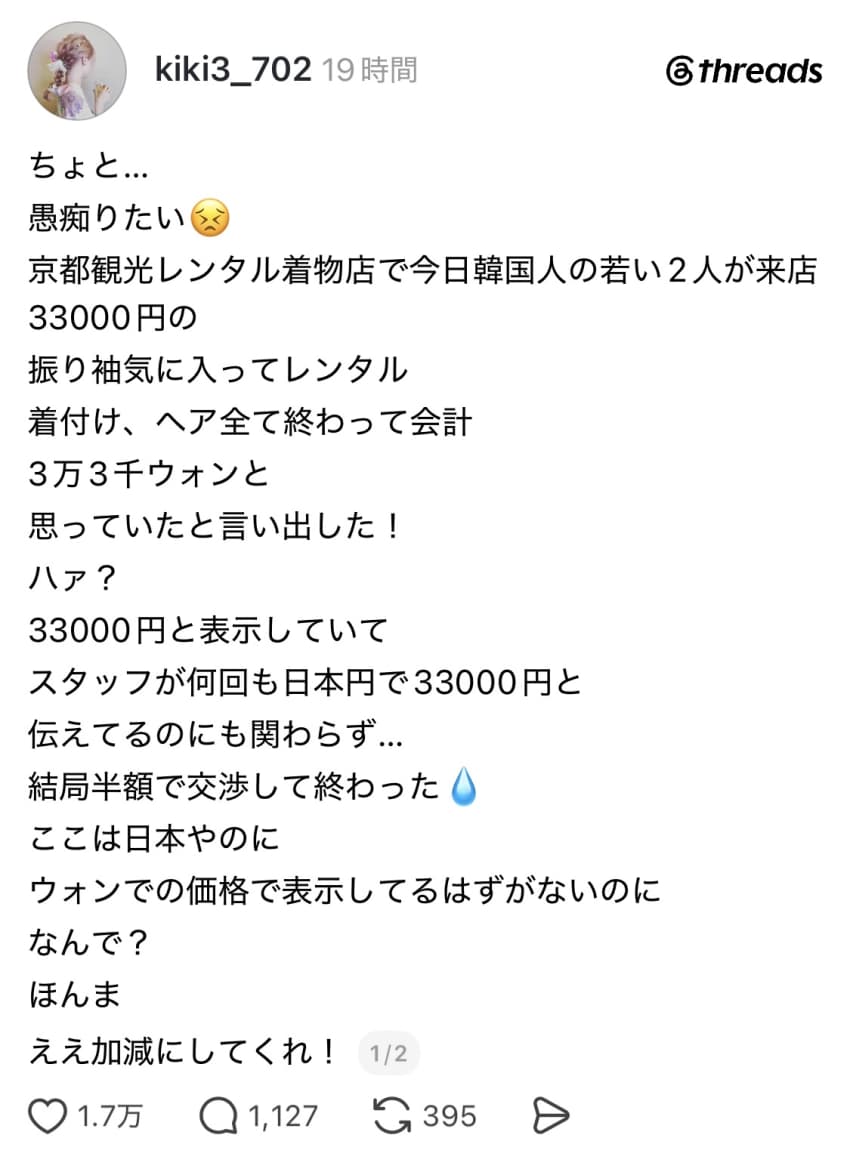 kiki3_702 19時間
threads
ちょと...
愚痴りたい😣
京都観光レンタル着物店で今日韓国人の若い２人が来店
33000円の
振り袖気に入ってレンタル
着付け、ヘア全て終わって会計
３万３千ウォンと
思っていたと言い出した！
ハァ？
33000円と表示していて
スタッフが何回も日本円で33000円と
伝えてるのにも関わらず...
結局半額で交渉して終わった💧
ここは日本やのに
ウォンでの価格で表示してるはずがないのに
なんで？
ほんま
ええ加減にしてくれ！ 1/2
1.7万 1,127 395